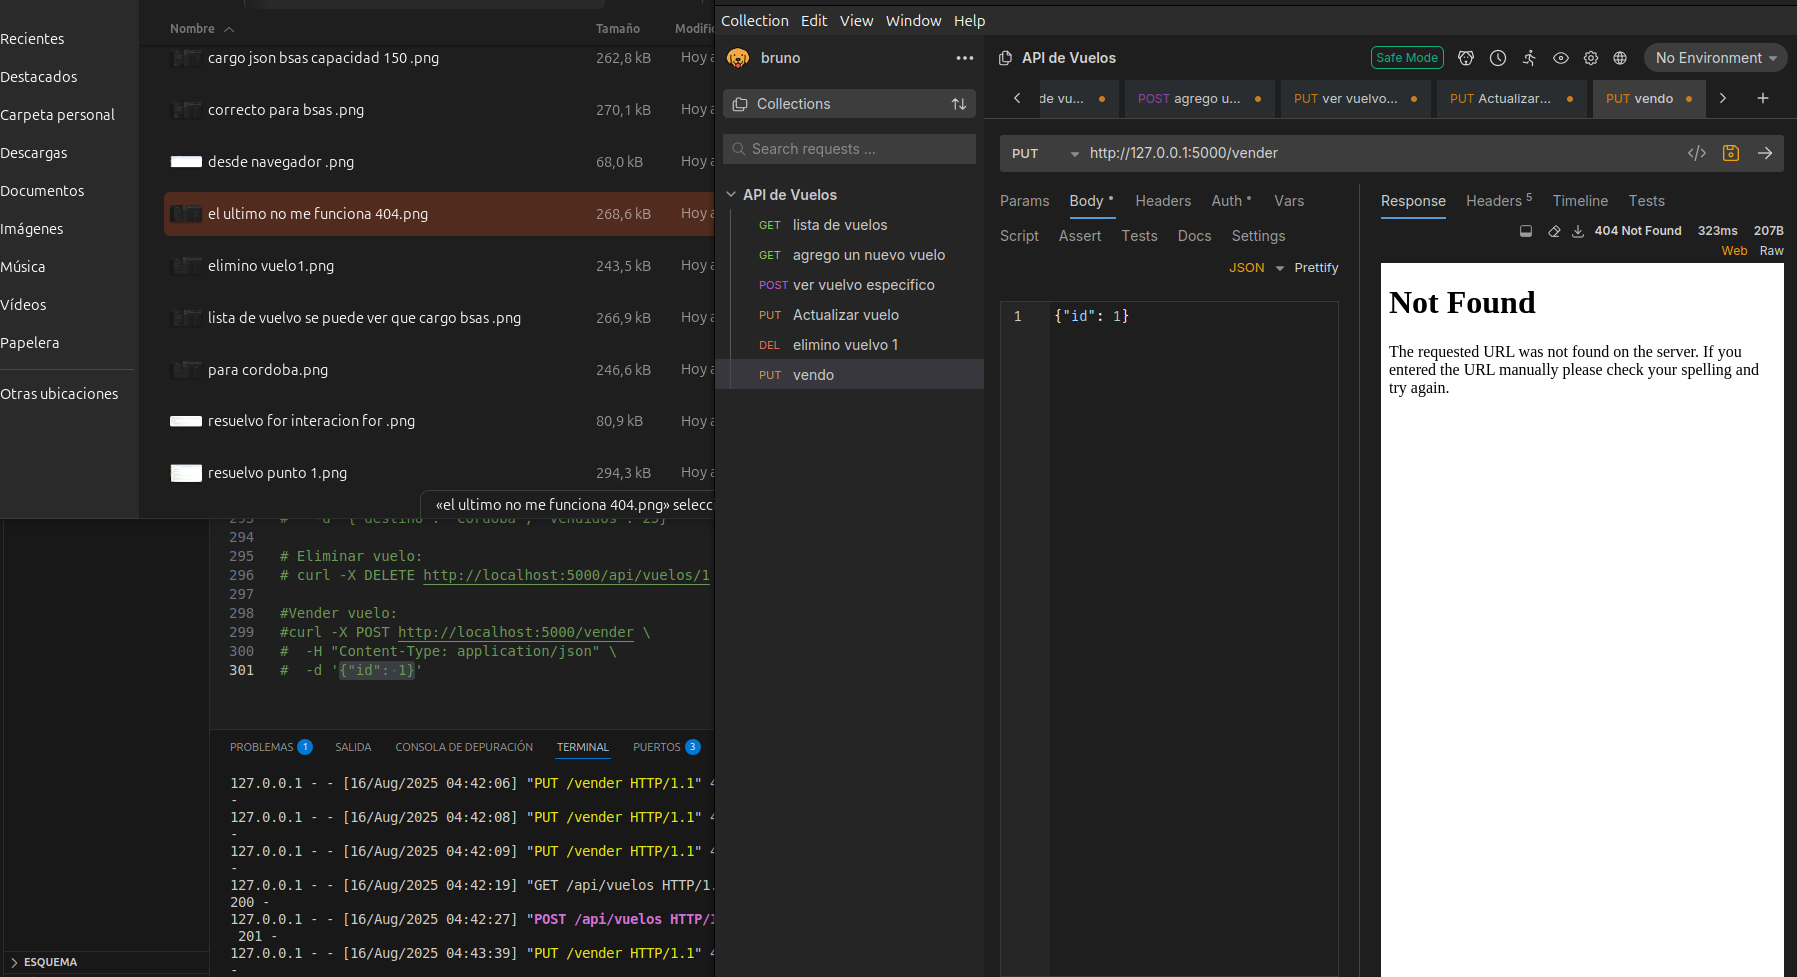 Recientes
Destacados
Carpeta personal
Descargas
Documentos
Imágenes
Música
Vídeos
Papelera
Otras ubicaciones
Nombre Tamaño
cargo json bsas capacidad 150 .png 262,8 kB Hoy
correcto para bsas .png 270,1 kB Hoy
desde navegador .png 68,0 kB Hoy
el ultimo no me funciona 404.png 268,6 kB Hoy
elimino vuelo1.png 243,5 kB Hoy
lista de vuelvo se puede ver que cargo bsas .png 266,9 kB Hoy
para cordoba.png 246,6 kB Hoy
resuelvo for interacion for .png 80,9 kB Hoy
resuelvo punto 1.png 294,3 kB Hoy
«el ultimo no me funciona 404.png» selecci
294
295 # Eliminar vuelo:
296 # curl -X DELETE http://localhost:5000/api/vuelos/1
297
298 #Vender vuelo:
299 #curl -X POST http://localhost:5000/vender \
300 # -H "Content-Type: application/json" \
301 # -d '{"id": 1}'
PROBLEMAS 1 SALIDA CONSOLA DE DEPURACIÓN TERMINAL PUERTOS 3
127.0.0.1 - - [16/Aug/2025 04:42:06] "PUT /vender HTTP/1.1" 4
-
127.0.0.1 - - [16/Aug/2025 04:42:08] "PUT /vender HTTP/1.1" 4
-
127.0.0.1 - - [16/Aug/2025 04:42:09] "PUT /vender HTTP/1.1" 4
-
127.0.0.1 - - [16/Aug/2025 04:42:19] "GET /api/vuelos HTTP/1.
200 -
127.0.0.1 - - [16/Aug/2025 04:42:27] "POST /api/vuelos HTTP/1
201 -
127.0.0.1 - - [16/Aug/2025 04:43:39] "PUT /vender HTTP/1.1" 4
-
ESQUEMA
Collection Edit View Window Help
bruno
Collections
Search requests ...
API de Vuelos
GET lista de vuelos
GET agrego un nuevo vuelo
POST ver vuelvo especifico
PUT Actualizar vuelo
DEL elimino vuelvo 1
PUT vendo
API de Vuelos
Safe Mode
No Environment
de vu... POST agrego u... PUT ver vuelvo... PUT Actualizar... PUT vendo
PUT http://127.0.0.1:5000/vender
Params Body Headers Auth Vars
Script Assert Tests Docs Settings
JSON Prettify
1 {"id": 1}
Response Headers 5 Timeline Tests
404 Not Found 323ms 207B
Web Raw
Not Found
The requested URL was not found on the server. If you
entered the URL manually please check your spelling and
try again.